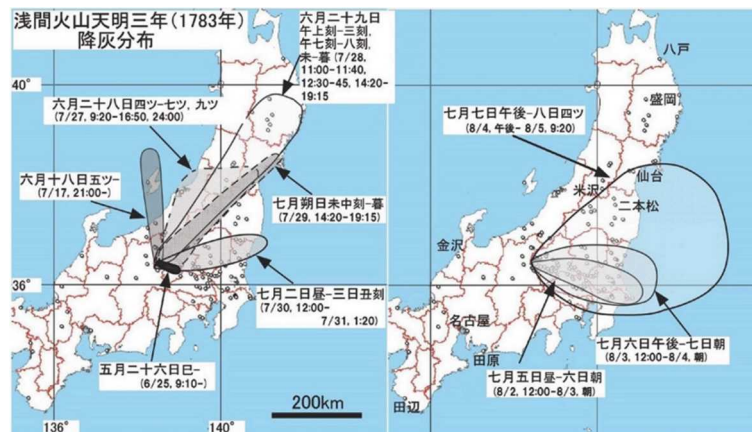 浅間火山天明三年(1783年)
降灰分布
六月二十九日
午上刻-三刻,
午七刻-八刻,
未-暮 (7/28,
11:00-11:40,
12:30-45, 14:20-
19:15)
40°
六月二十八日四ツ-七ツ, 九ツ
(7/27, 9:20-16:50, 24:00)
六月十八日五ツ-
(7/17, 21:00-)
七月朔日未中刻-暮
(7/29, 14:20-19:15)
36°
七月二日昼-三日丑刻
(7/30, 12:00-
7/31, 1:20)
五月二十六日巳-
(6/25, 9:10-)
200km
136°
140°
八戸
40°
盛岡
七月七日午後-八日四ツ
(8/4, 午後- 8/5, 9:20)
仙台
米沢
二本松
金沢
36°
名古屋
七月六日午後-七日朝
(8/3, 12:00-8/4, 朝)
田原
七月五日昼-六日朝
(8/2, 12:00-8/3, 朝)
田辺
136°
140°